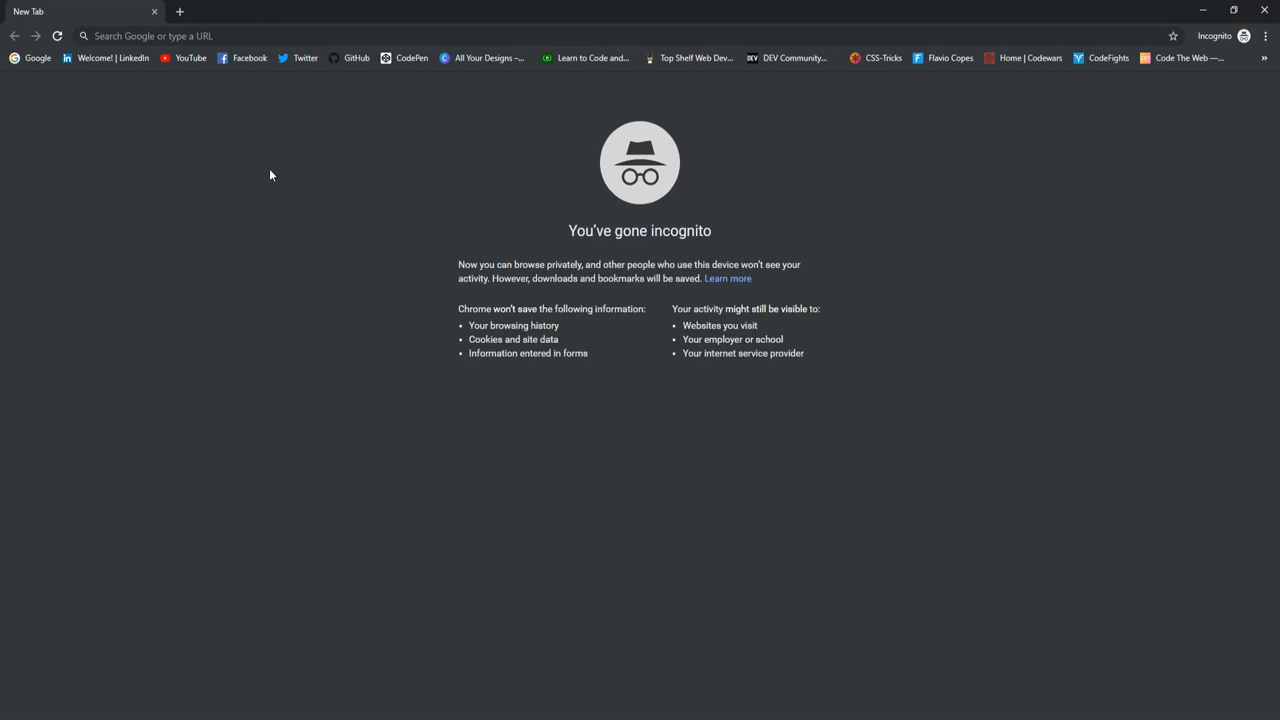 New Tab
Search Google or type a URL
Incognito
Google Welcome! | LinkedIn YouTube Facebook Twitter GitHub CodePen All Your Designs –... Learn to Code and... Top Shelf Web Dev... DEV DEV Community... CSS-Tricks Flavio Copes Home | Codewars CodeFights Code The Web —... »
You've gone incognito
Now you can browse privately, and other people who use this device won't see your
activity. However, downloads and bookmarks will be saved. Learn more
Chrome won't save the following information:
• Your browsing history
• Cookies and site data
• Information entered in forms
Your activity might still be visible to:
• Websites you visit
• Your employer or school
• Your internet service provider